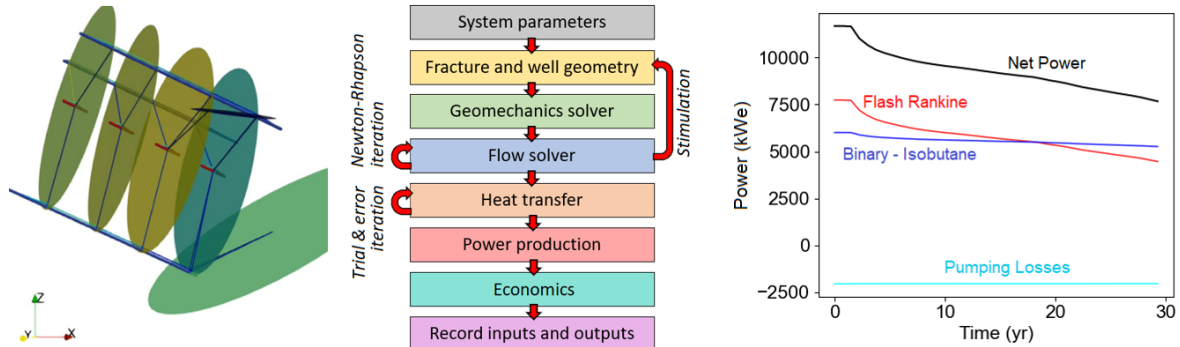 Z
Y
X
System parameters
Fracture and well geometry
Geomechanics solver
Flow solver
Heat transfer
Power production
Economics
Record inputs and outputs
Newton-Rhapson
iteration
Trial & error
iteration
Stimulation
Power (kWe)
10000
7500
5000
2500
0
−2500
Net Power
Flash Rankine
Binary - Isobutane
Pumping Losses
0
10
20
30
Time (yr)